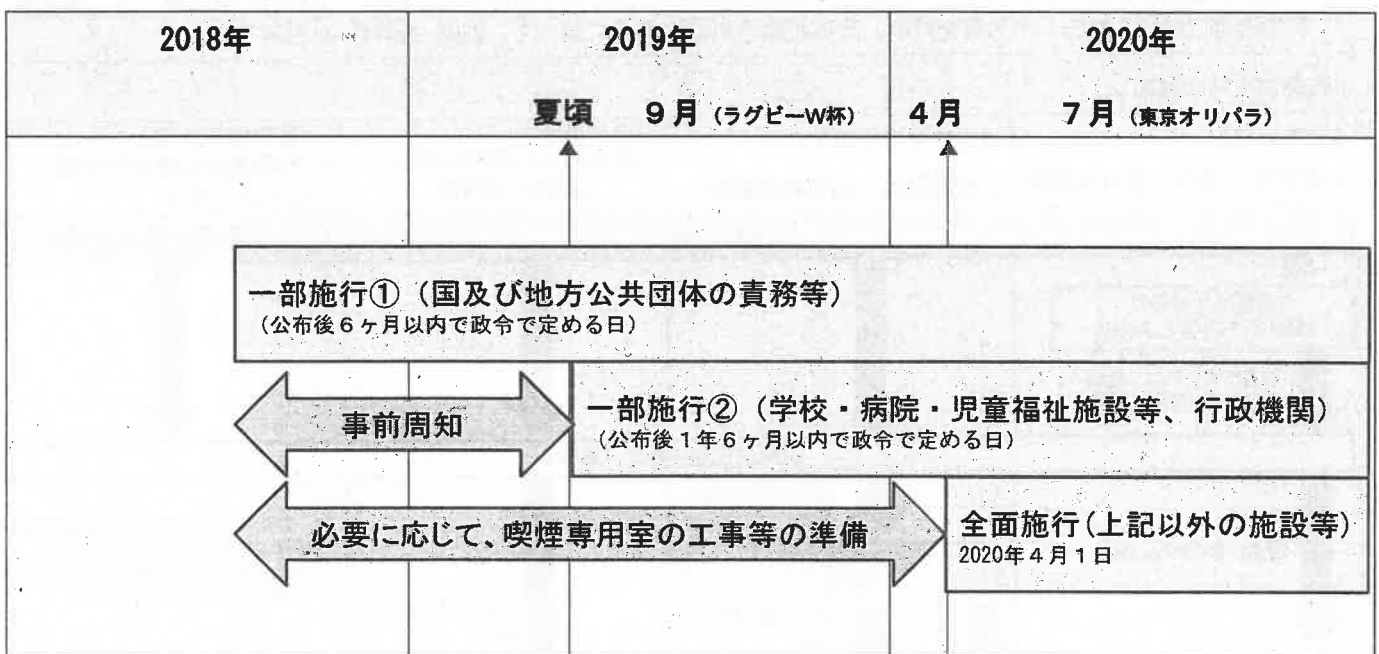 2018年 2019年 2020年
夏頃 9月（ラグビーW杯） 4月 7月（東京オリパラ）
一部施行①（国及び地方公共団体の責務等）
（公布後６ヶ月以内で政令で定める日）
事前周知
一部施行②（学校・病院・児童福祉施設等、行政機関）
（公布後１年６ヶ月以内で政令で定める日）
必要に応じて、喫煙専用室の工事等の準備
全面施行（上記以外の施設等）
2020年４月１日